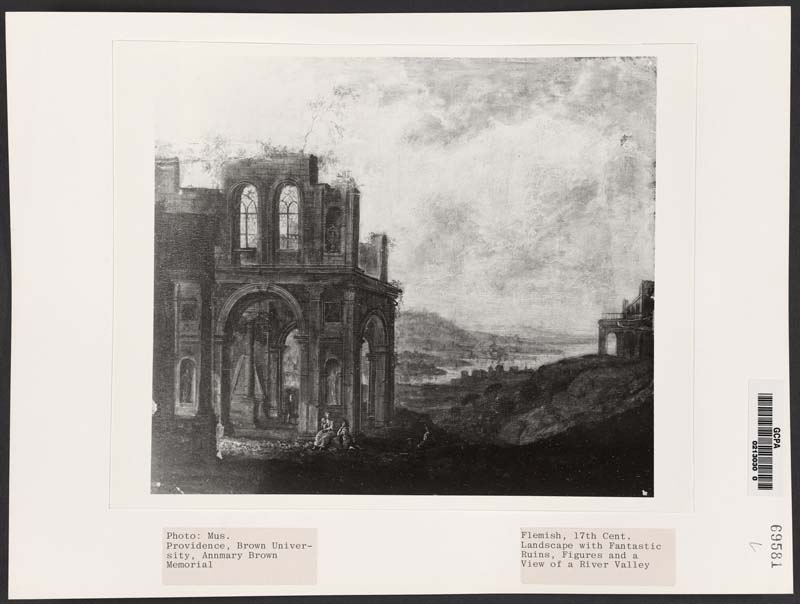 Photo: Mus.
Providence, Brown Univer-
sity, Annmary Brown
Memorial
Flemish, 17th Cent.
Landscape with Fantastic
Ruins, Figures and a
View of a River Valley
GCPA
0213030 0
69581